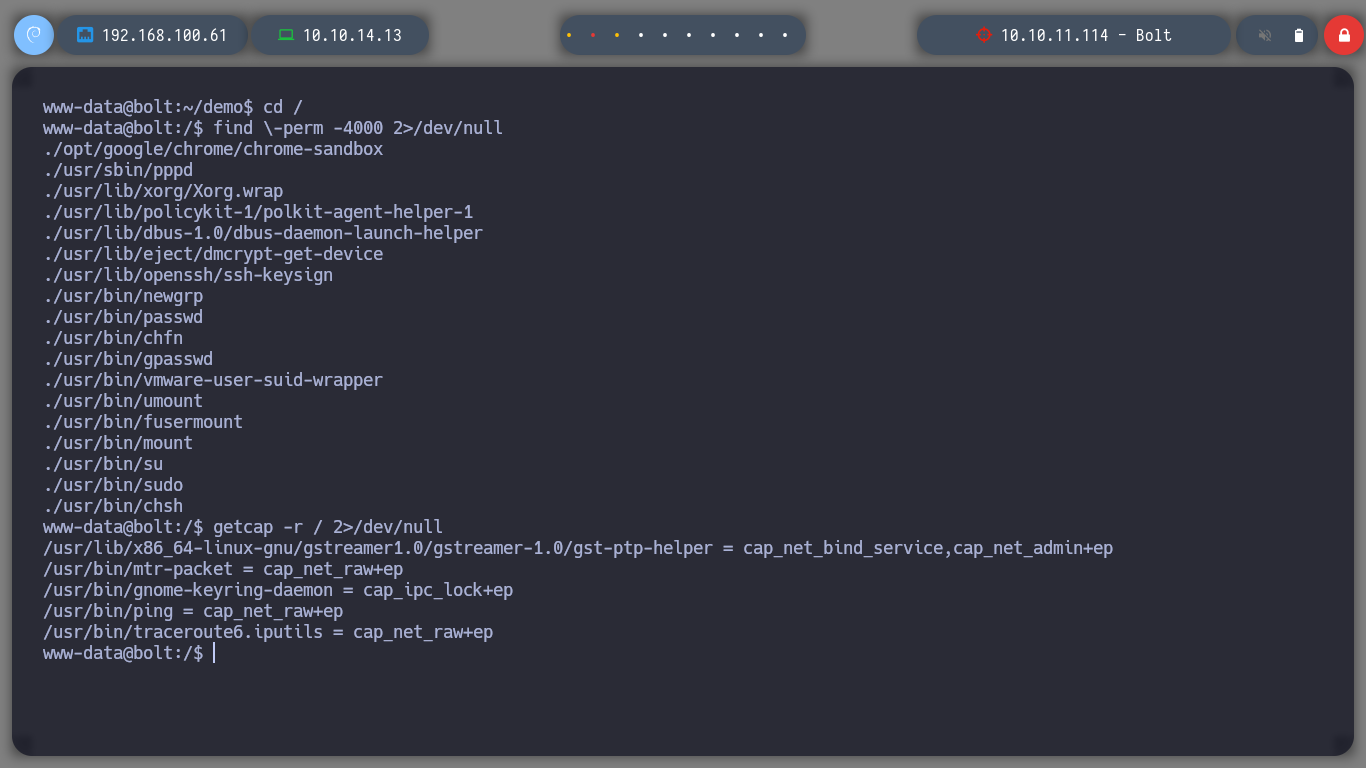 192.168.100.61 10.10.14.13 10.10.11.114 - Bolt
www-data@bolt:~/demo$ cd /
www-data@bolt:/$ find \-perm -4000 2>/dev/null
./opt/google/chrome/chrome-sandbox
./usr/sbin/pppd
./usr/lib/xorg/Xorg.wrap
./usr/lib/policykit-1/polkit-agent-helper-1
./usr/lib/dbus-1.0/dbus-daemon-launch-helper
./usr/lib/eject/dmcrypt-get-device
./usr/lib/openssh/ssh-keysign
./usr/bin/newgrp
./usr/bin/passwd
./usr/bin/chfn
./usr/bin/gpasswd
./usr/bin/vmware-user-suid-wrapper
./usr/bin/umount
./usr/bin/fusermount
./usr/bin/mount
./usr/bin/su
./usr/bin/sudo
./usr/bin/chsh
www-data@bolt:/$ getcap -r / 2>/dev/null
/usr/lib/x86_64-linux-gnu/gstreamer1.0/gstreamer-1.0/gst-ptp-helper = cap_net_bind_service,cap_net_admin+ep
/usr/bin/mtr-packet = cap_net_raw+ep
/usr/bin/gnome-keyring-daemon = cap_ipc_lock+ep
/usr/bin/ping = cap_net_raw+ep
/usr/bin/traceroute6.iputils = cap_net_raw+ep
www-data@bolt:/$